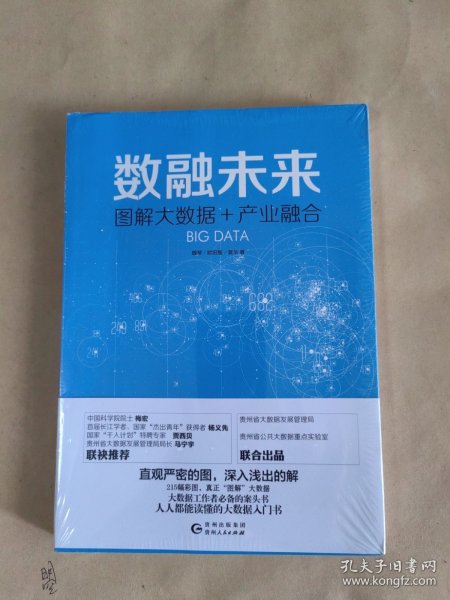 数融未来
图解大数据+产业融合
BIG DATA
中国科学院院士 梅宏
首届长江学者、国家“杰出青年”获得者 杨义先
国家“千人计划”特聘专家 贾西贝
贵州省大数据发展管理局局长 马宁宇
联袂推荐
贵州省大数据发展管理局
贵州省公共大数据重点实验室
联合出品
直观严密的图，深入浅出的解
215幅彩图，真正“图解”大数据
大数据工作者必备的案头书
人人都能读懂的大数据入门书
贵州出版集团
贵州人民出版社
孔夫子旧书网
www.kongfz.com